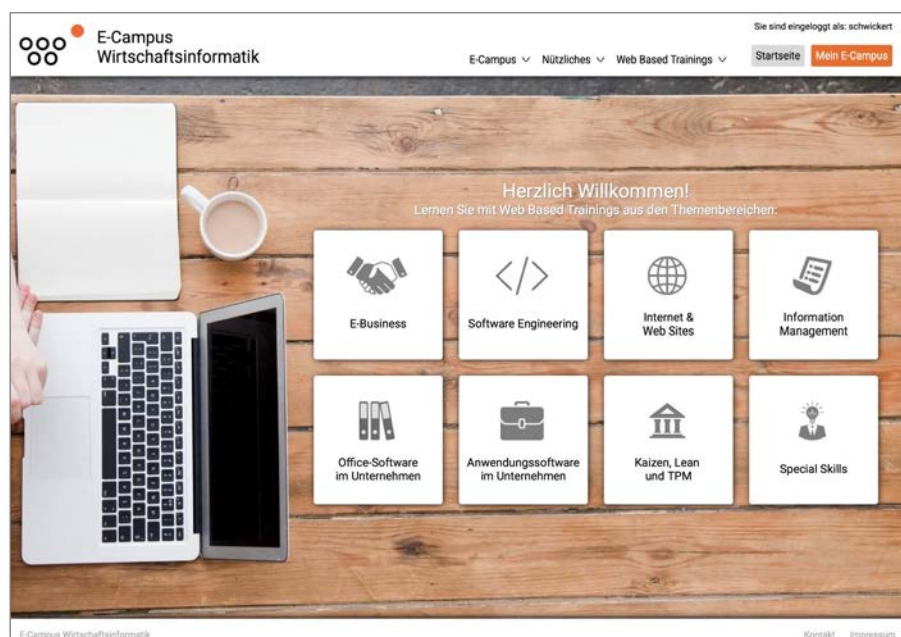 Sie sind eingeloggt als: schwickert
E-Campus
Wirtschaftsinformatik
E-Campus Nützliches Web Based Trainings Startseite Mein E-Campus
Herzlich Willkommen!
Lernen Sie mit Web Based Trainings aus den Themenbereichen:
E-Business
Software Engineering
Internet &
Web Sites
Information
Management
Office-Software
im Unternehmen
Anwendungssoftware
im Unternehmen
Kaizen, Lean
und TPM
Special Skills
E-Campus Wirtschaftsinformatik Kontakt Impressum